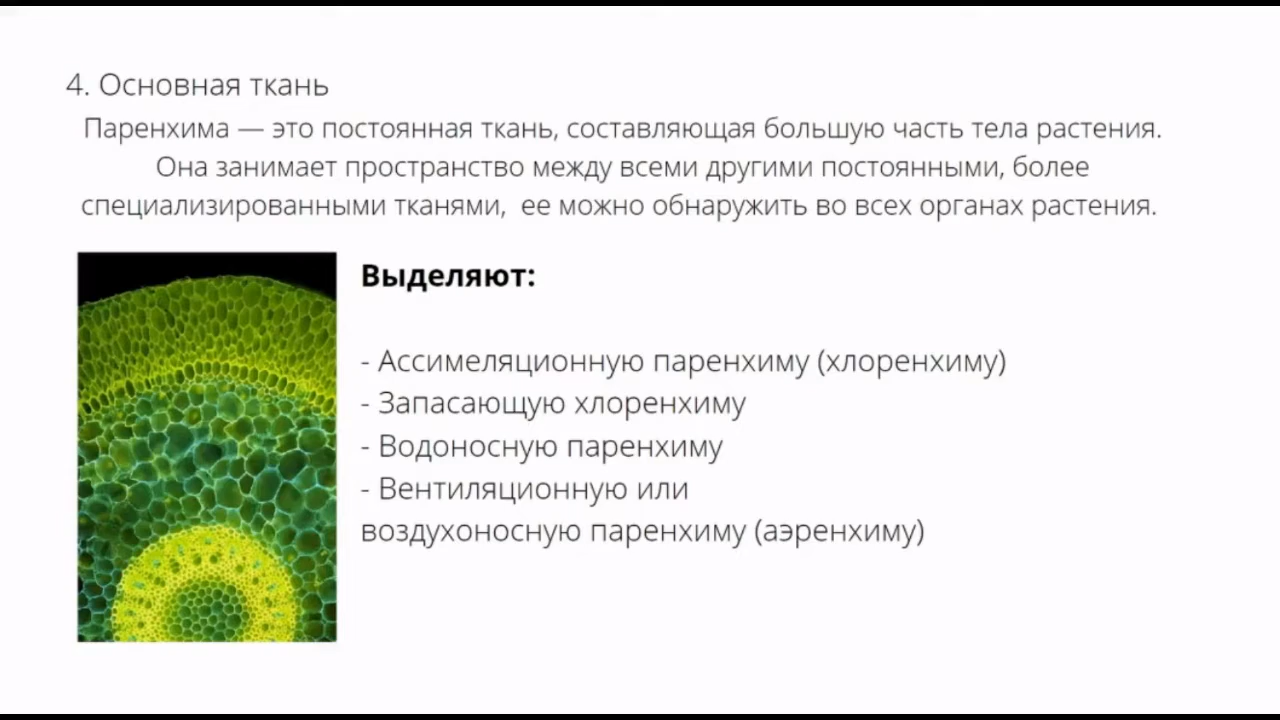 4. Основная ткань
Паренхима — это постоянная ткань, составляющая большую часть тела растения.
Она занимает пространство между всеми другими постоянными, более
специализированными тканями, ее можно обнаружить во всех органах растения.
Выделяют:
- Ассимеляционную паренхиму (хлоренхиму)
- Запасающую хлоренхиму
- Водоносную паренхиму
- Вентиляционную или
воздухоносную паренхиму (аэренхиму)